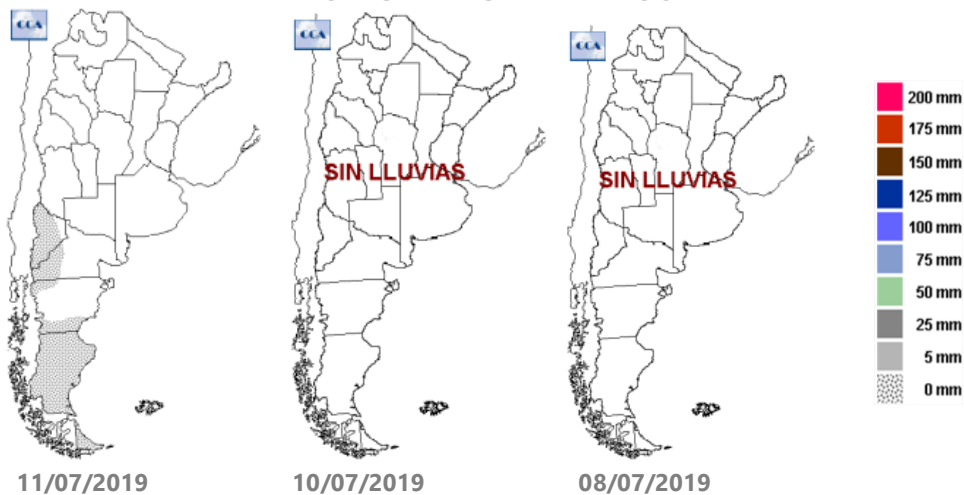 CCA
CCA
CCA
SIN LLUVIAS
SIN LLUVIAS
200 mm
175 mm
150 mm
125 mm
100 mm
75 mm
50 mm
25 mm
5 mm
0 mm
11/07/2019
10/07/2019
08/07/2019